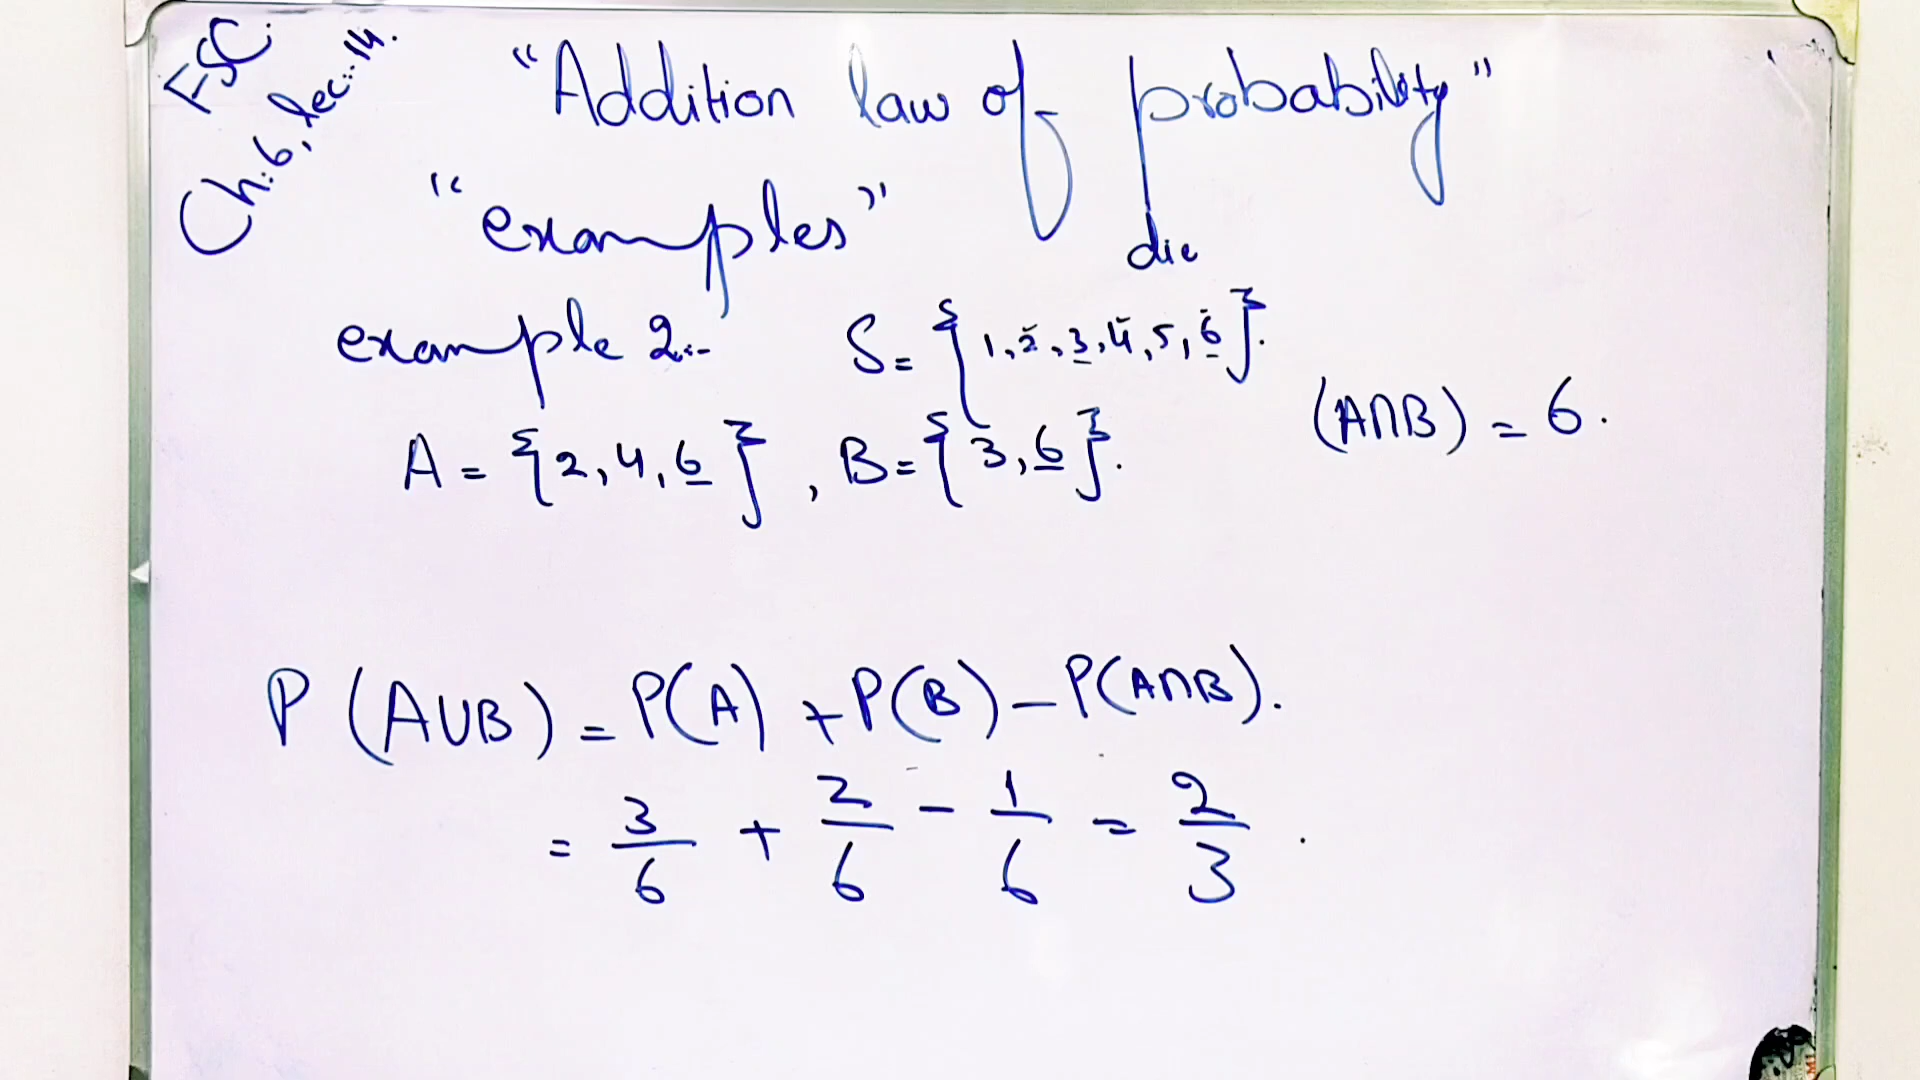 FSC.
Ch:6, lec:-14.
"Addition law of probability"
"examples"
die
example 2:-
S = {1, 2, 3, 4, 5, 6}.
A = {2, 4, 6}, B = {3, 6}.
(A∩B) = 6.
P(A∪B) = P(A) + P(B) - P(A∩B).
= 3/6 + 2/6 - 1/6 = 2/3.